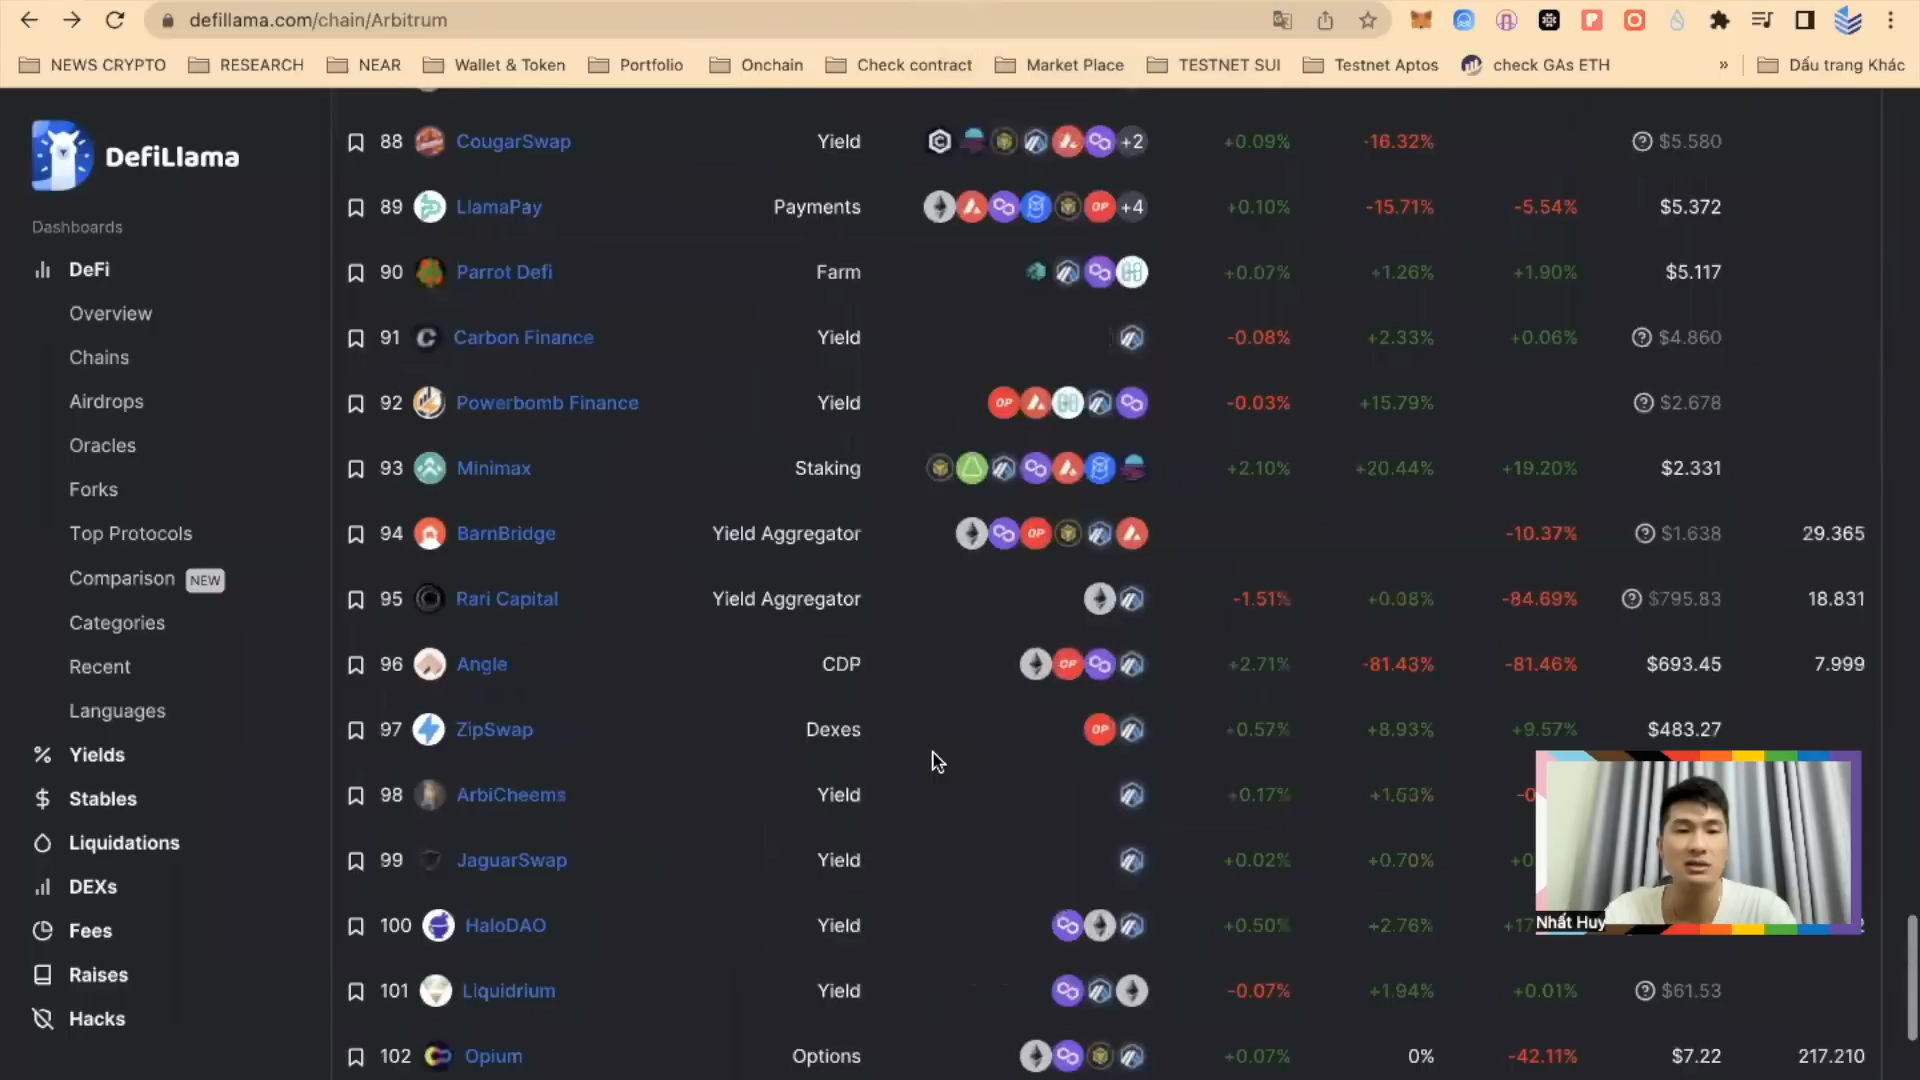 defillama.com/chain/Arbitrum
NEWS CRYPTO RESEARCH NEAR Wallet & Token Portfolio Onchain Check contract Market Place TESTNET SUI Testnet Aptos check GAs ETH » Dấu trang Khác
DefiLlama
Dashboards
DeFi
Overview
Chains
Airdrops
Oracles
Forks
Top Protocols
Comparison NEW
Categories
Recent
Languages
Yields
Stables
Liquidations
DEXs
Fees
Raises
Hacks
88 CougarSwap Yield +2 +0.09% -16.32% $5.580
89 LlamaPay Payments OP +4 +0.10% -15.71% -5.54% $5.372
90 Parrot Defi Farm +0.07% +1.26% +1.90% $5.117
91 Carbon Finance Yield -0.08% +2.33% +0.06% $4.860
92 Powerbomb Finance Yield OP -0.03% +15.79% $2.678
93 Minimax Staking +2.10% +20.44% +19.20% $2.331
94 BarnBridge Yield Aggregator OP -10.37% $1.638 29.365
95 Rari Capital Yield Aggregator -1.51% +0.08% -84.69% $795.83 18.831
96 Angle CDP OP +2.71% -81.43% -81.46% $693.45 7.999
97 ZipSwap Dexes OP +0.57% +8.93% +9.57% $483.27
98 ArbiCheems Yield +0.17% +1.53% -0
99 JaguarSwap Yield +0.02% +0.70% +0
100 HaloDAO Yield +0.50% +2.76% +17
101 Liquidrium Yield -0.07% +1.94% +0.01% $61.53
102 Opium Options +0.07% 0% -42.11% $7.22 217.210
Nhất Huy